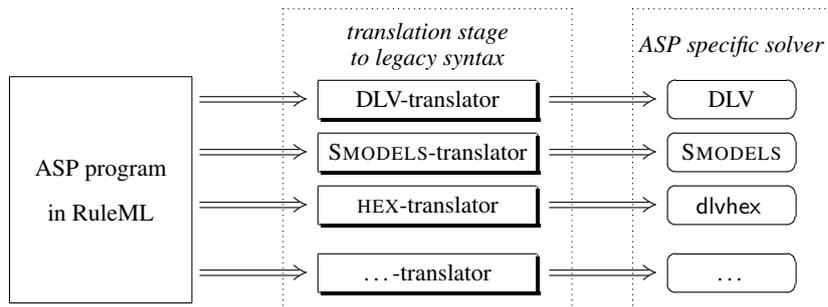 translation stage
to legacy syntax
ASP specific solver
ASP program
in RuleML
DLV-translator
DLV
SMODELS-translator
SMODELS
HEX-translator
dlvhex
...-translator
...